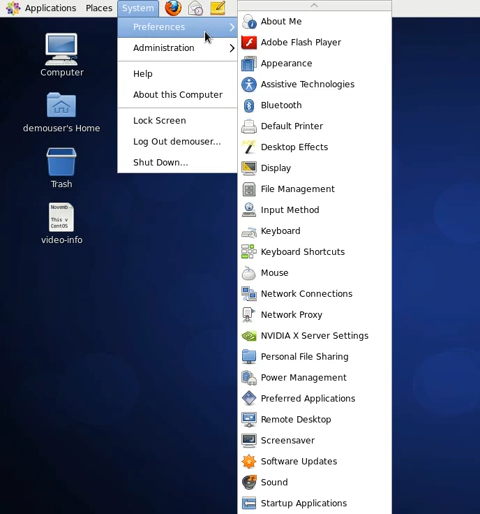 Applications Places System
Preferences
Administration
Help
About this Computer
Lock Screen
Log Out demouser...
Shut Down...
Computer
demouser's Home
Trash
Novemb
This v
CentOS
video-info
About Me
Adobe Flash Player
Appearance
Assistive Technologies
Bluetooth
Default Printer
Desktop Effects
Display
File Management
Input Method
Keyboard
Keyboard Shortcuts
Mouse
Network Connections
Network Proxy
NVIDIA X Server Settings
Personal File Sharing
Power Management
Preferred Applications
Remote Desktop
Screensaver
Software Updates
Sound
Startup Applications